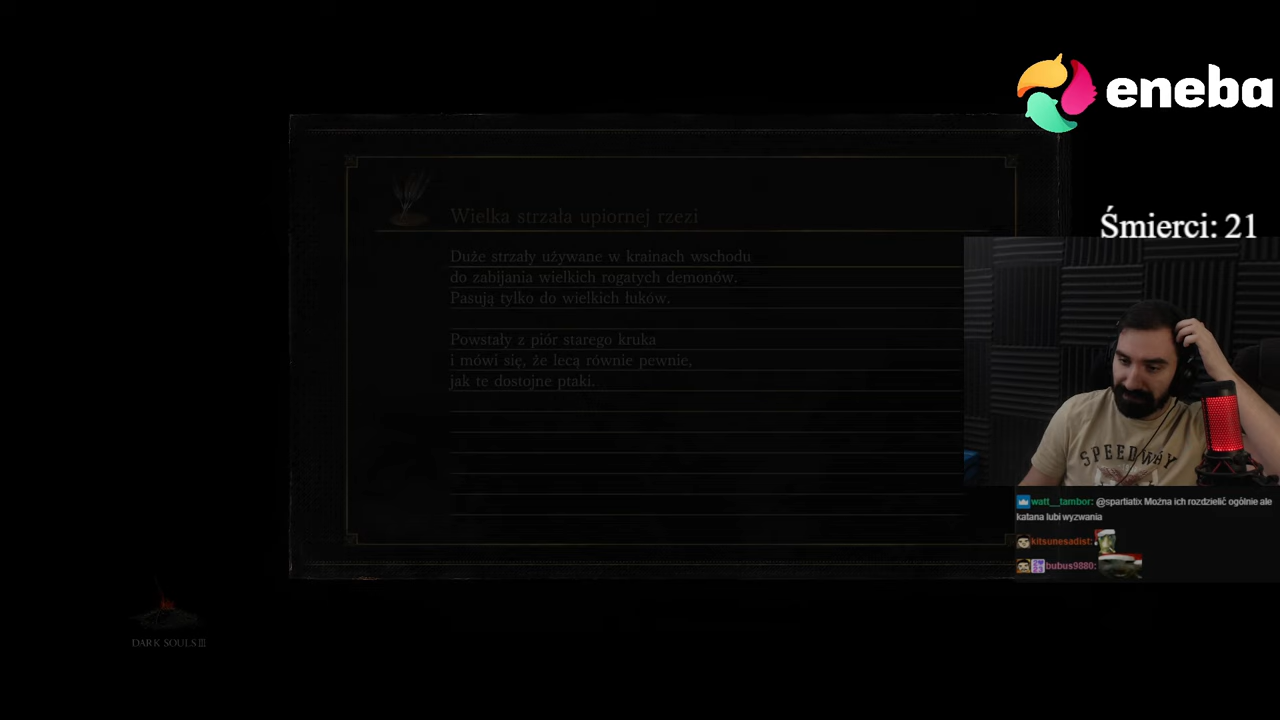 eneba
Śmierci: 21
Wielka strzała upiornej rzezi
Duże strzały używane w krainach wschodu
do zabijania wielkich rogatych demonów.
Pasują tylko do wielkich łuków.
Powstały z piór starego kruka
i mówi się, że lecą równie pewnie,
jak te dostojne ptaki.
SPEEDWAY
watt__tambor: @spartiatix Można ich rozdzielić ogólnie ale
katana lubi wyzwania
kitsunesadist:
bubus9880:
DARK SOULS III